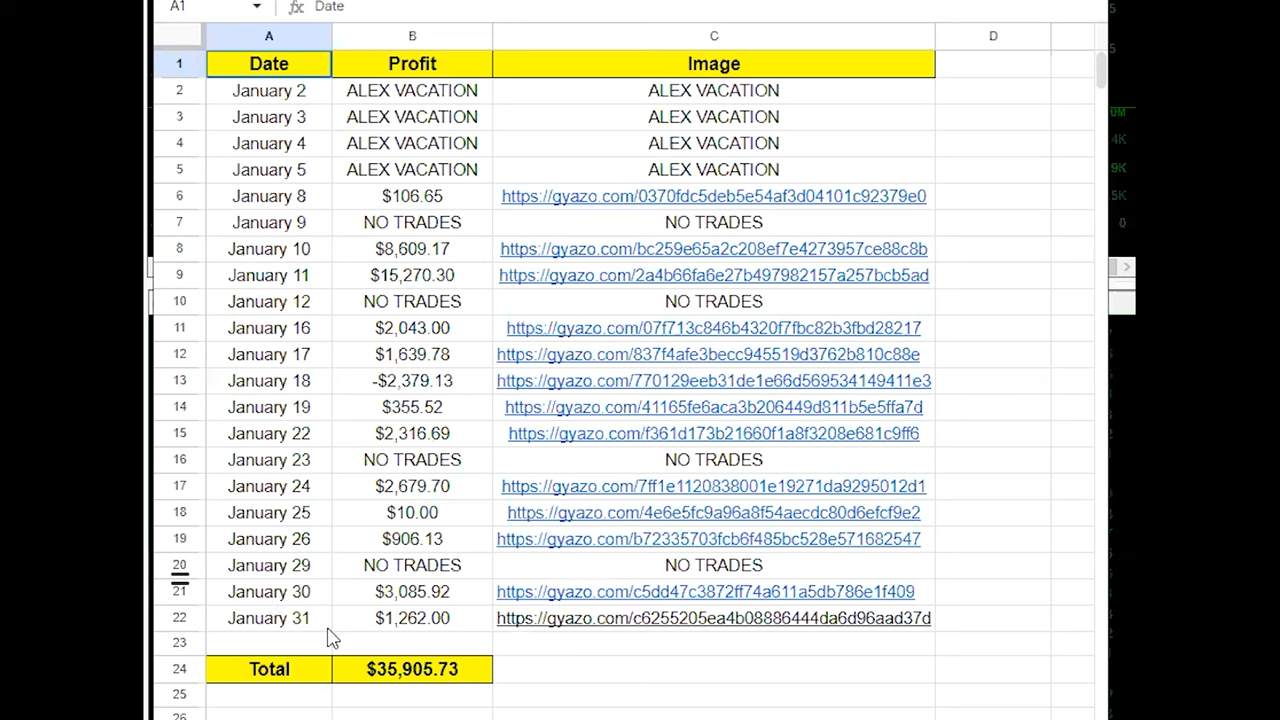 A1 fx Date
A B C D
1 Date Profit Image
2 January 2 ALEX VACATION ALEX VACATION
3 January 3 ALEX VACATION ALEX VACATION
4 January 4 ALEX VACATION ALEX VACATION
5 January 5 ALEX VACATION ALEX VACATION
6 January 8 $106.65 https://gyazo.com/0370fdc5deb5e54af3d04101c92379e0
7 January 9 NO TRADES NO TRADES
8 January 10 $8,609.17 https://gyazo.com/bc259e65a2c208ef7e4273957ce88c8b
9 January 11 $15,270.30 https://gyazo.com/2a4b66fa6e27b497982157a257bcb5ad
10 January 12 NO TRADES NO TRADES
11 January 16 $2,043.00 https://gyazo.com/07f713c846b4320f7fbc82b3fbd28217
12 January 17 $1,639.78 https://gyazo.com/837f4afe3becc945519d3762b810c88e
13 January 18 -$2,379.13 https://gyazo.com/770129eeb31de1e66d569534149411e3
14 January 19 $355.52 https://gyazo.com/41165fe6aca3b206449d811b5e5ffa7d
15 January 22 $2,316.69 https://gyazo.com/f361d173b21660f1a8f3208e681c9ff6
16 January 23 NO TRADES NO TRADES
17 January 24 $2,679.70 https://gyazo.com/7ff1e1120838001e19271da9295012d1
18 January 25 $10.00 https://gyazo.com/4e6e5fc9a96a8f54aecdc80d6efcf9e2
19 January 26 $906.13 https://gyazo.com/b72335703fcb6f485bc528e571682547
20 January 29 NO TRADES NO TRADES
21 January 30 $3,085.92 https://gyazo.com/c5dd47c3872ff74a611a5db786e1f409
22 January 31 $1,262.00 https://gyazo.com/c6255205ea4b08886444da6d96aad37d
23
24 Total $35,905.73
25
26